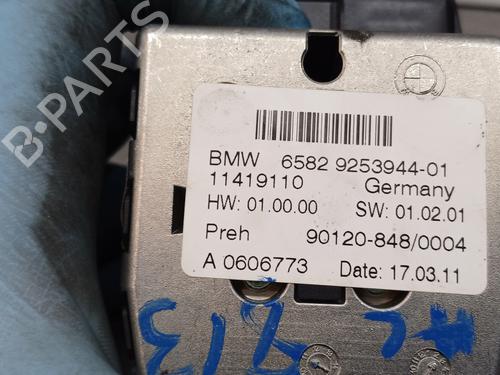 B-PARTS
BMW 6582 9253944-01
11419110 Germany
HW: 01.00.00 SW: 01.02.01
Preh 90120-848/0004
A 0606773 Date: 17.03.11